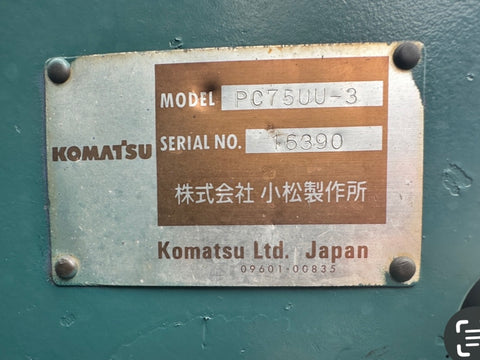 MODEL PC75UU-3
KOMATSU
SERIAL NO. 16390
株式会社 小松製作所
Komatsu Ltd. Japan
09601-00835